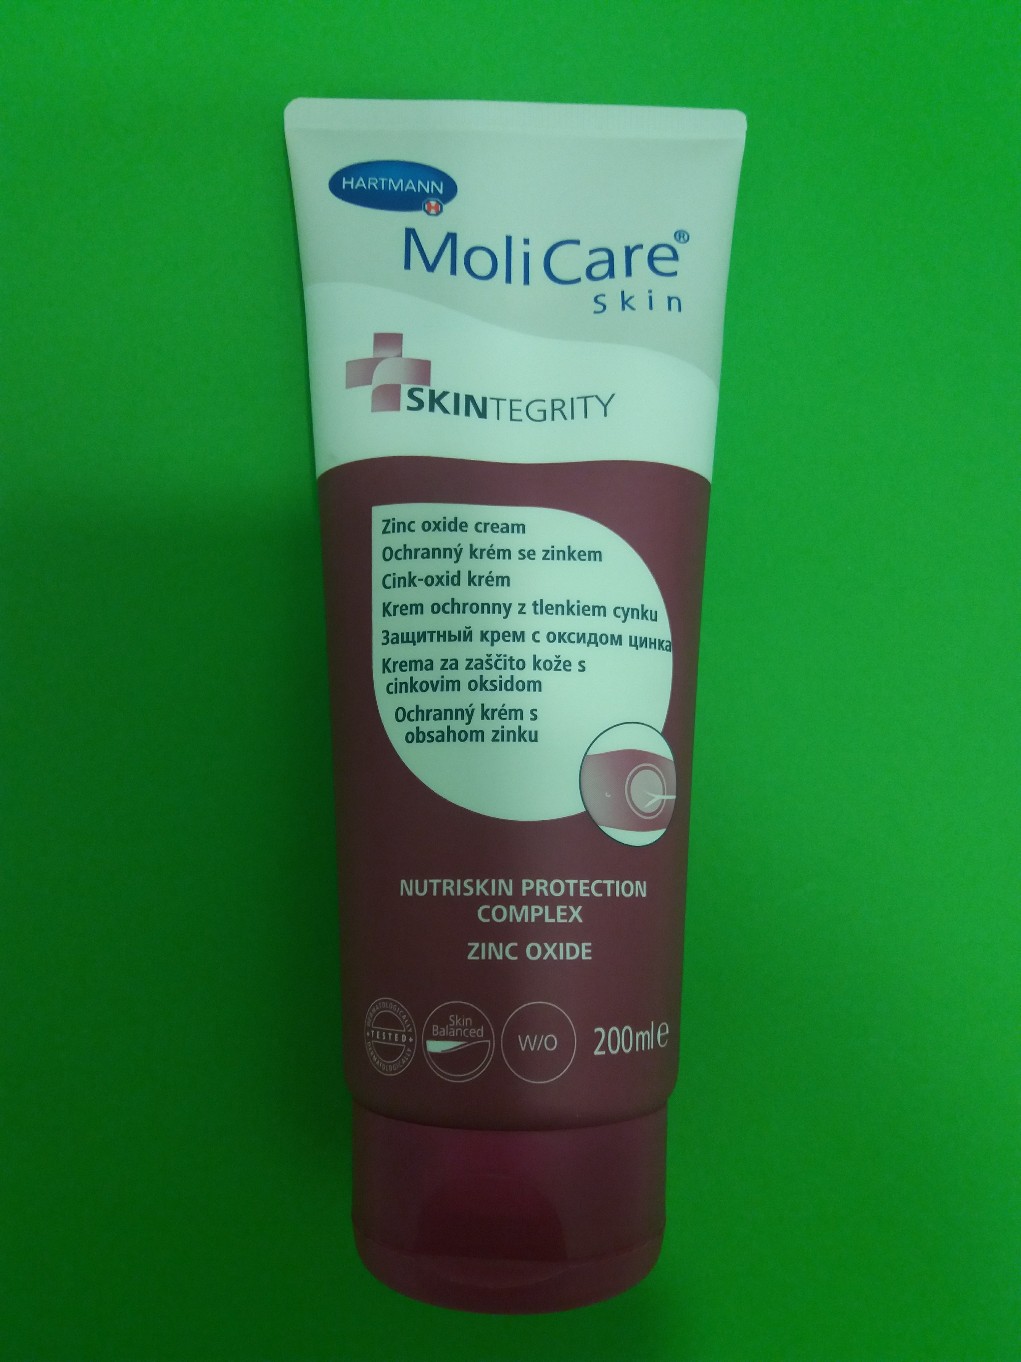 HARTMANN
MoliCare®
Skin
SKINTEGRITY
Zinc oxide cream
Ochranný krém se zinkem
Cink-oxid krém
Krem ochronny z tlenkiem cynku
Защитный крем с оксидом цинка
Krema za zaščito kože s
cinkovim oksidom
Ochranný krém s
obsahom zinku
NUTRISKIN PROTECTION
COMPLEX
ZINC OXIDE
DERMATOLOGICALLY
TESTED
DERMATOLOGICALLY
Skin
Balanced
W/O
200ml e